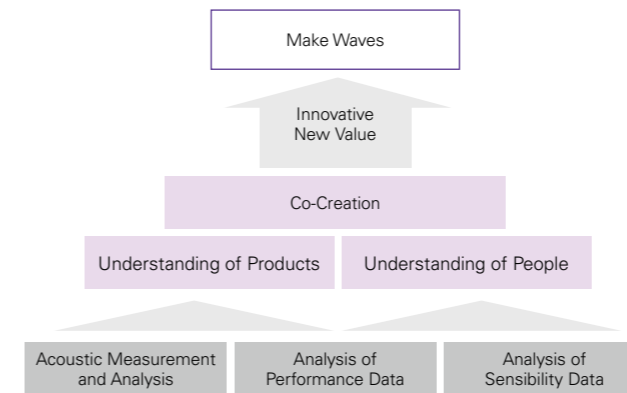 Make Waves
Innovative
New Value
Co-Creation
Understanding of Products
Understanding of People
Acoustic Measurement
and Analysis
Analysis of
Performance Data
Analysis of
Sensibility Data